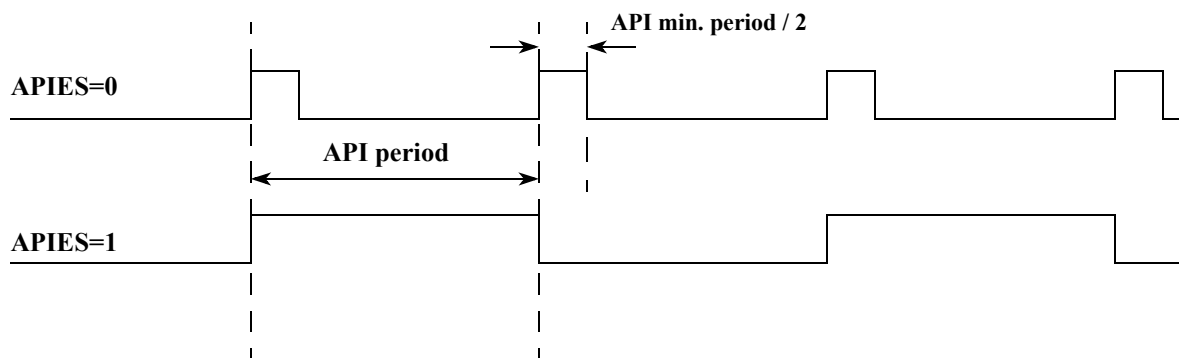 API min. period / 2
APIES=0
API period
APIES=1